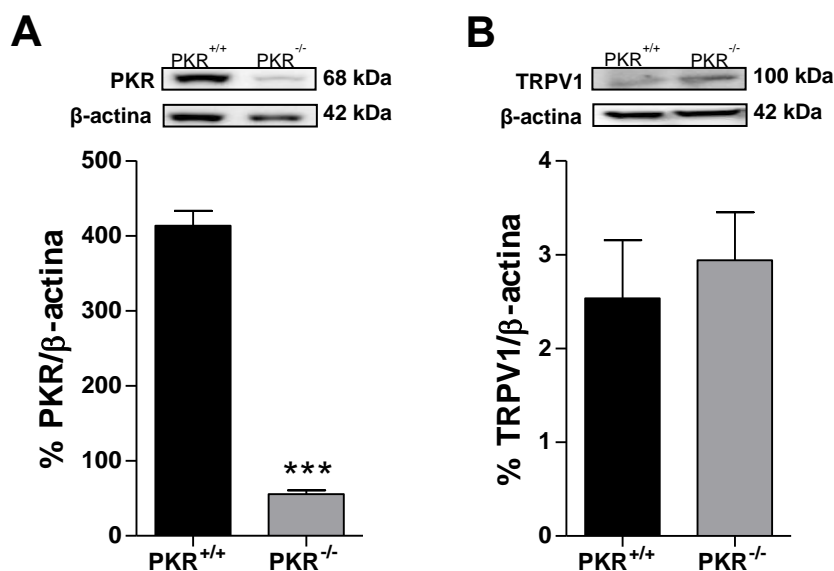 A
PKR+/+ PKR-/-
PKR 68 kDa
β-actina 42 kDa
% PKR/β-actina
500
400
300
200
100
0
***
PKR+/+ PKR-/-
B
PKR+/+ PKR-/-
TRPV1 100 kDa
β-actina 42 kDa
% TRPV1/β-actina
4
3
2
1
0
PKR+/+ PKR-/-